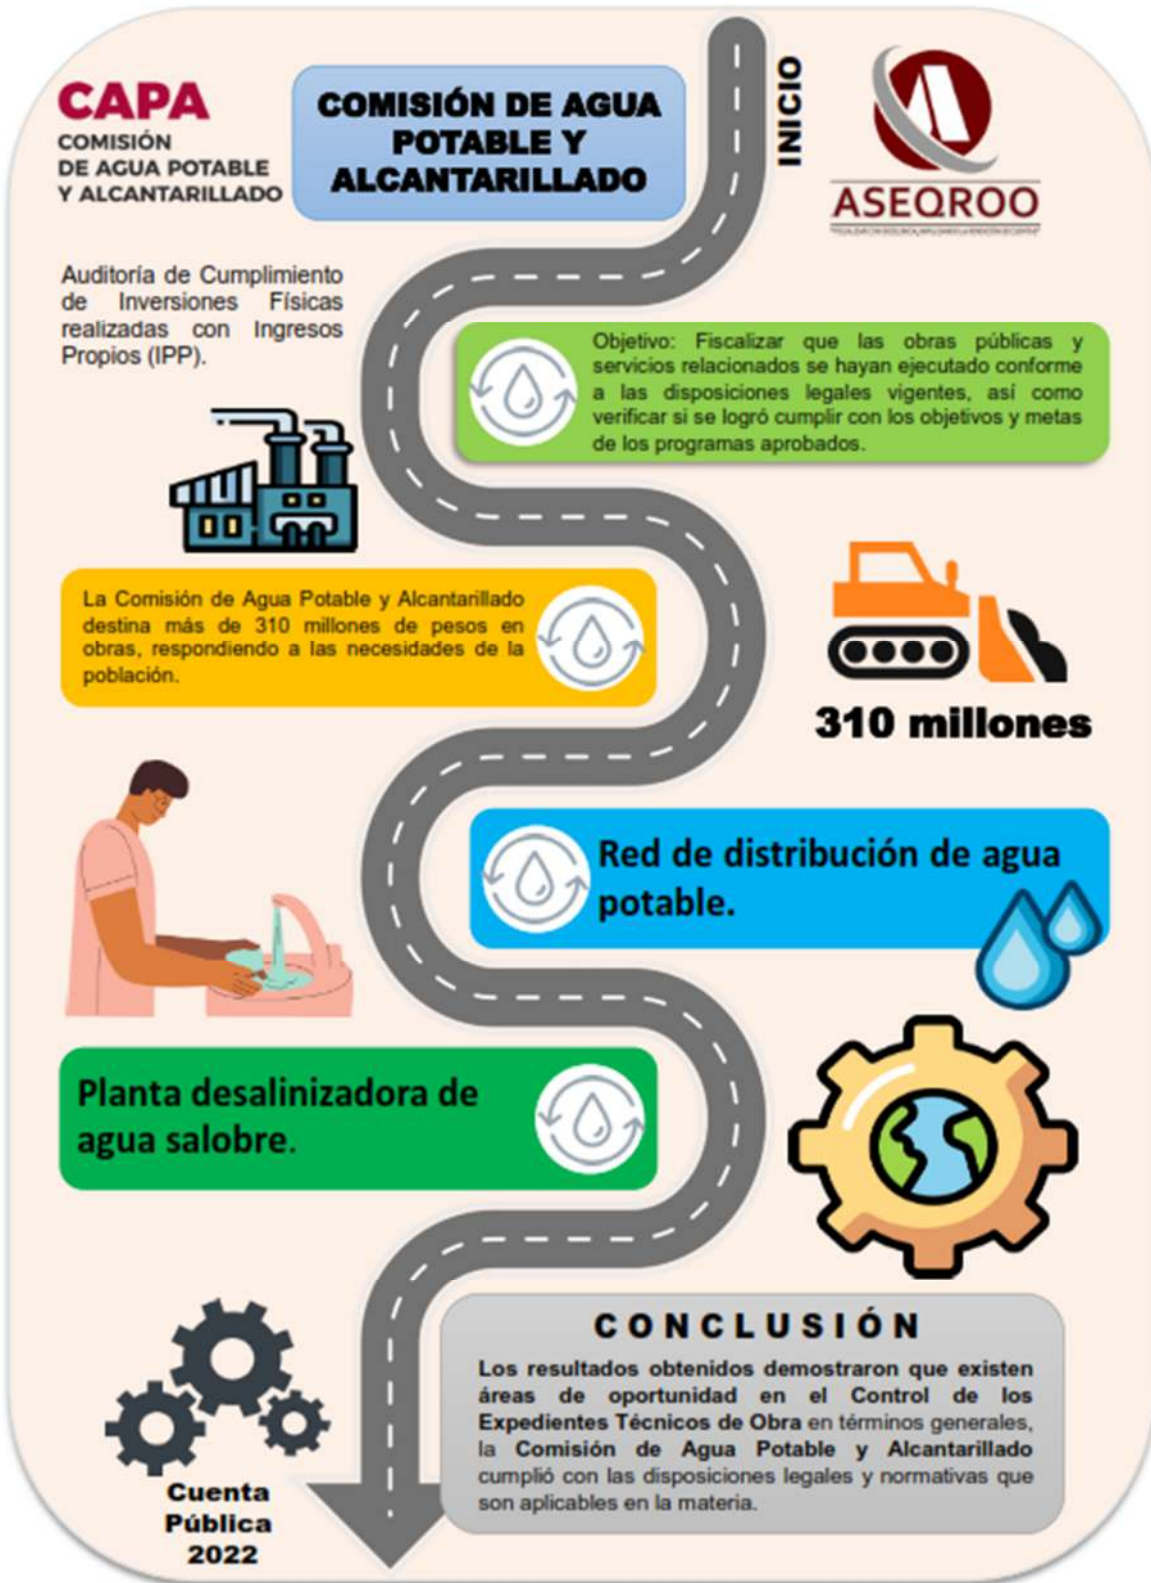 CAPA
COMISIÓN
DE AGUA POTABLE
Y ALCANTARILLADO
COMISIÓN DE AGUA
POTABLE Y
ALCANTARILLADO
INICIO
ASEQROO
Auditoría de Cumplimiento
de Inversiones Físicas
realizadas con Ingresos
Propios (IPP).
Objetivo: Fiscalizar que las obras públicas y
servicios relacionados se hayan ejecutado conforme
a las disposiciones legales vigentes, así como
verificar si se logró cumplir con los objetivos y metas
de los programas aprobados.
La Comisión de Agua Potable y Alcantarillado
destina más de 310 millones de pesos en
obras, respondiendo a las necesidades de la
población.
310 millones
Red de distribución de agua
potable.
Planta desalinizadora de
agua salobre.
CONCLUSIÓN
Los resultados obtenidos demostraron que existen
áreas de oportunidad en el Control de los
Expedientes Técnicos de Obra en términos generales,
la Comisión de Agua Potable y Alcantarillado
cumplió con las disposiciones legales y normativas que
son aplicables en la materia.
Cuenta
Pública
2022